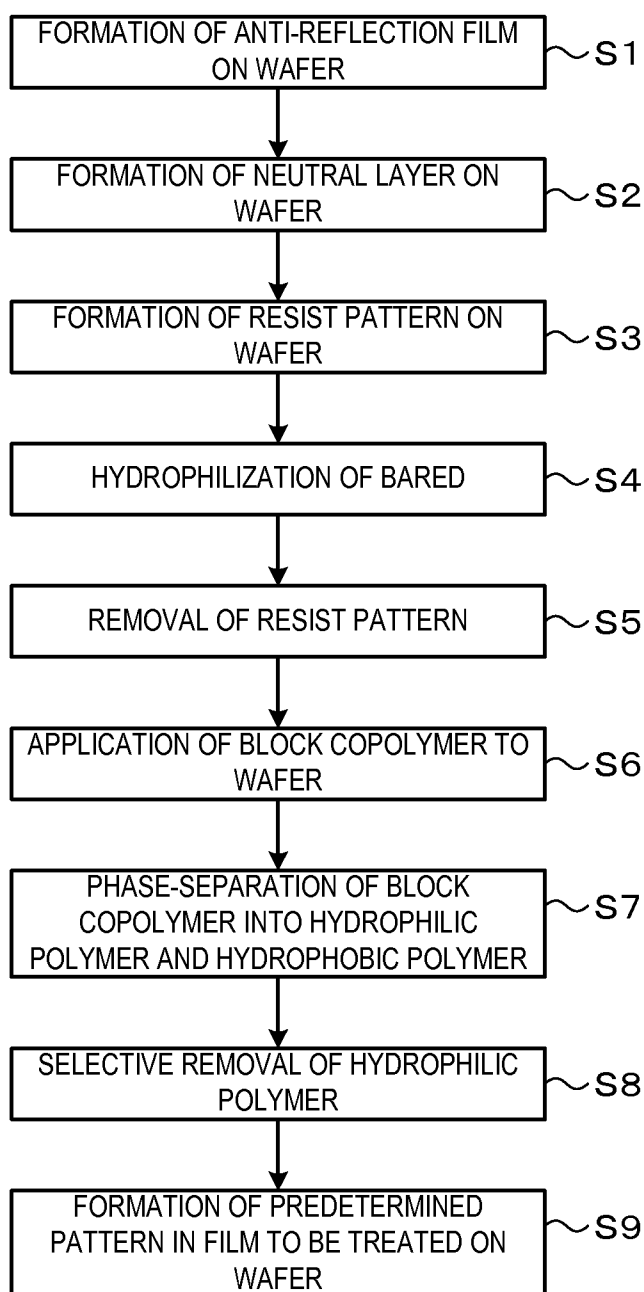 FORMATION OF ANTI-REFLECTION FILM
ON WAFER
S1
FORMATION OF NEUTRAL LAYER ON
WAFER
S2
FORMATION OF RESIST PATTERN ON
WAFER
S3
HYDROPHILIZATION OF BARED
S4
REMOVAL OF RESIST PATTERN
S5
APPLICATION OF BLOCK COPOLYMER TO
WAFER
S6
PHASE-SEPARATION OF BLOCK
COPOLYMER INTO HYDROPHILIC
POLYMER AND HYDROPHOBIC POLYMER
S7
SELECTIVE REMOVAL OF HYDROPHILIC
POLYMER
S8
FORMATION OF PREDETERMINED
PATTERN IN FILM TO BE TREATED ON
WAFER
S9